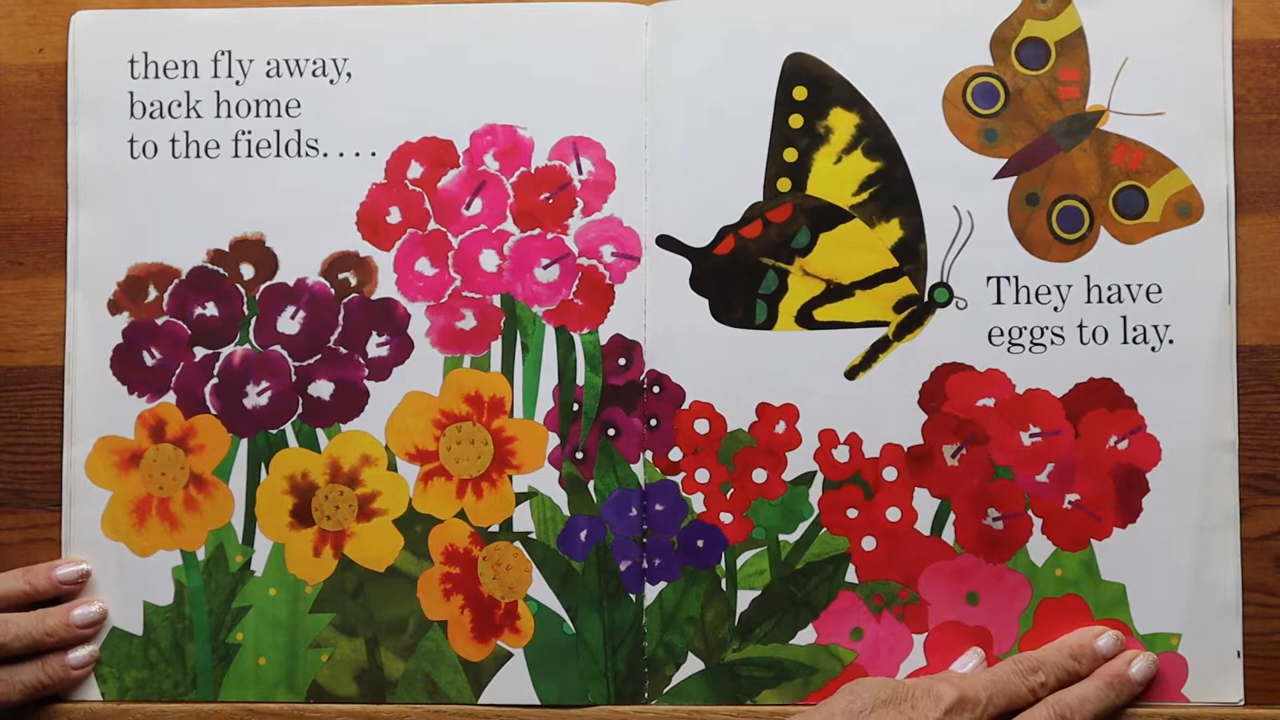 then fly away,
back home
to the fields....
They have
eggs to lay.